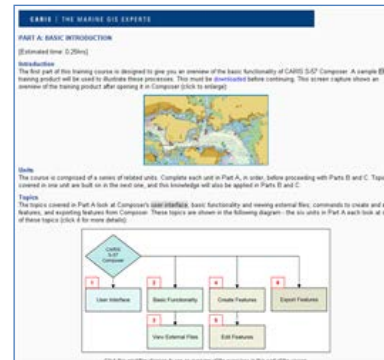 CARIS | THE MARINE GIS EXPERTS
PART A: BASIC INTRODUCTION
[Estimated time: 0.25hrs]
Introduction
The first part of this training course is designed to give you an overview of the basic functionality of CARIS S-57 Composer. A sample
training product will be used to illustrate these processes. This must be downloaded before continuing. This screen capture shows an
overview of the training product after opening it in Composer (click to enlarge)
Units
The course is composed of a series of related units. Complete each unit in Part A, in order, before proceeding with Parts B and C. Topi
covered in one unit are built on in the next one, and this knowledge will also be applied in Parts B and C.
Topics
The topics covered in Part A look at Composer's user interface, basic functionality and viewing external files, commands to create and e
features, and exporting features from Composer. These topics are shown in the following diagram - the six units in Part A each look at
of these topics (click it for more details)
CARIS
S-57
Composer
1
2
4
6
User Interface
Basic Functionality
Create Features
Export Features
3
5
View External Files
Edit Features